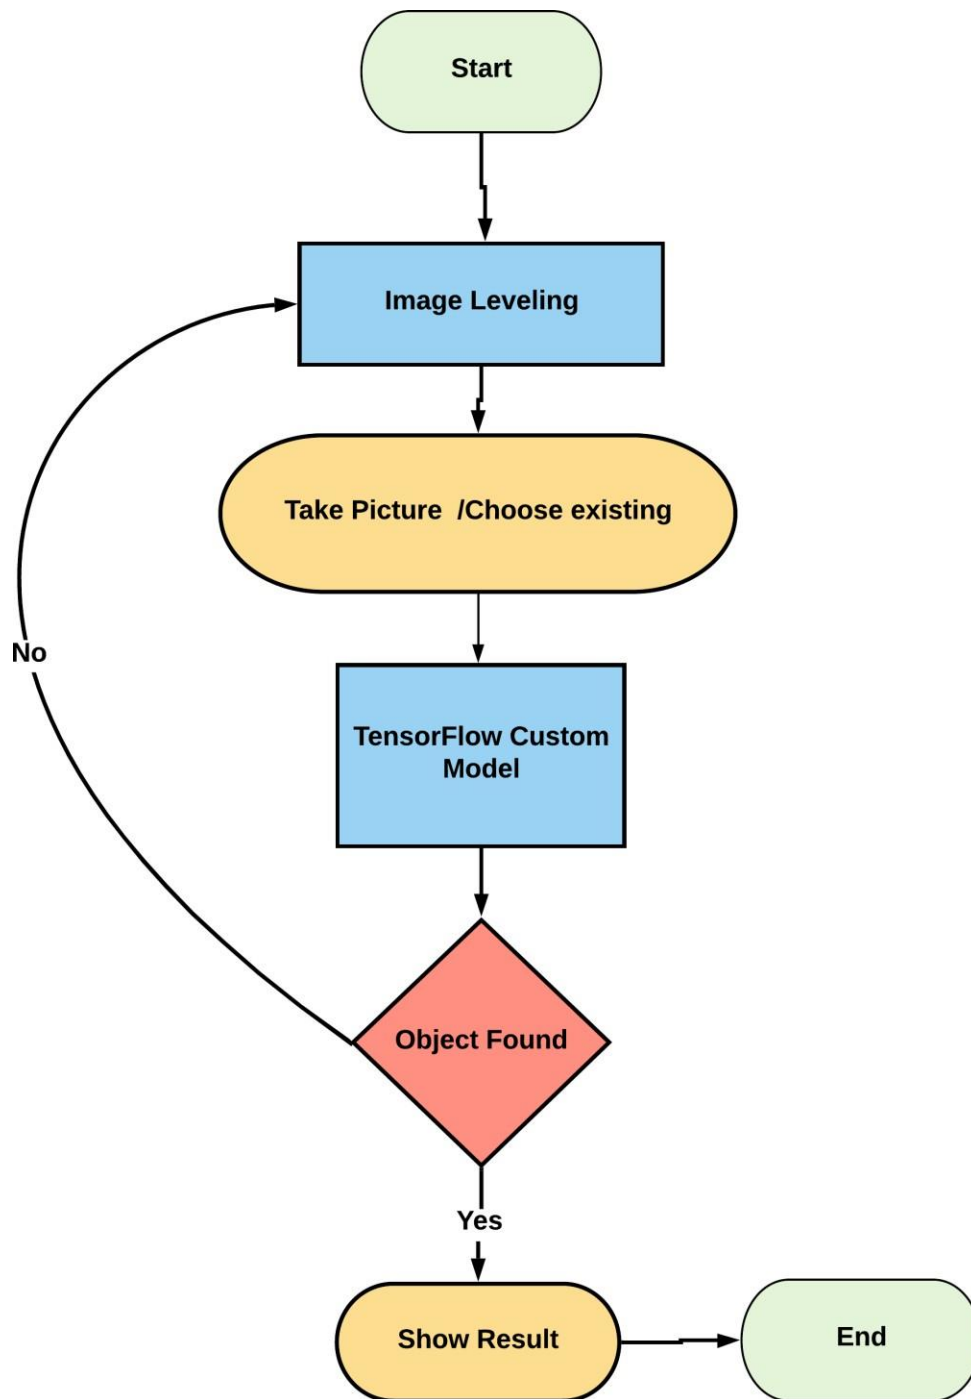 Start
Image Leveling
Take Picture  /Choose existing
TensorFlow Custom
Model
No
Object Found
Yes
Show Result
End